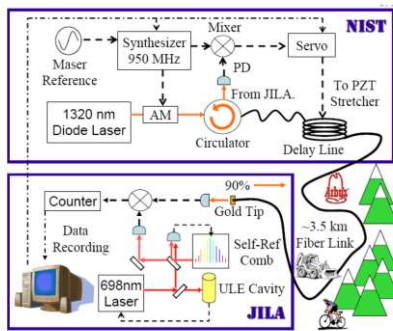 NIST
Mixer
Synthesizer
950 MHz
Servo
Maser
Reference
PD
From JILA.
To PZT
Stretcher
1320 nm
Diode Laser
AM
Circulator
Delay Line
Arbys
90%
Counter
Gold Tip
~3.5 km
Fiber Link
Data
Recording
Self-Ref
Comb
698nm
Laser
ULE Cavity
JILA